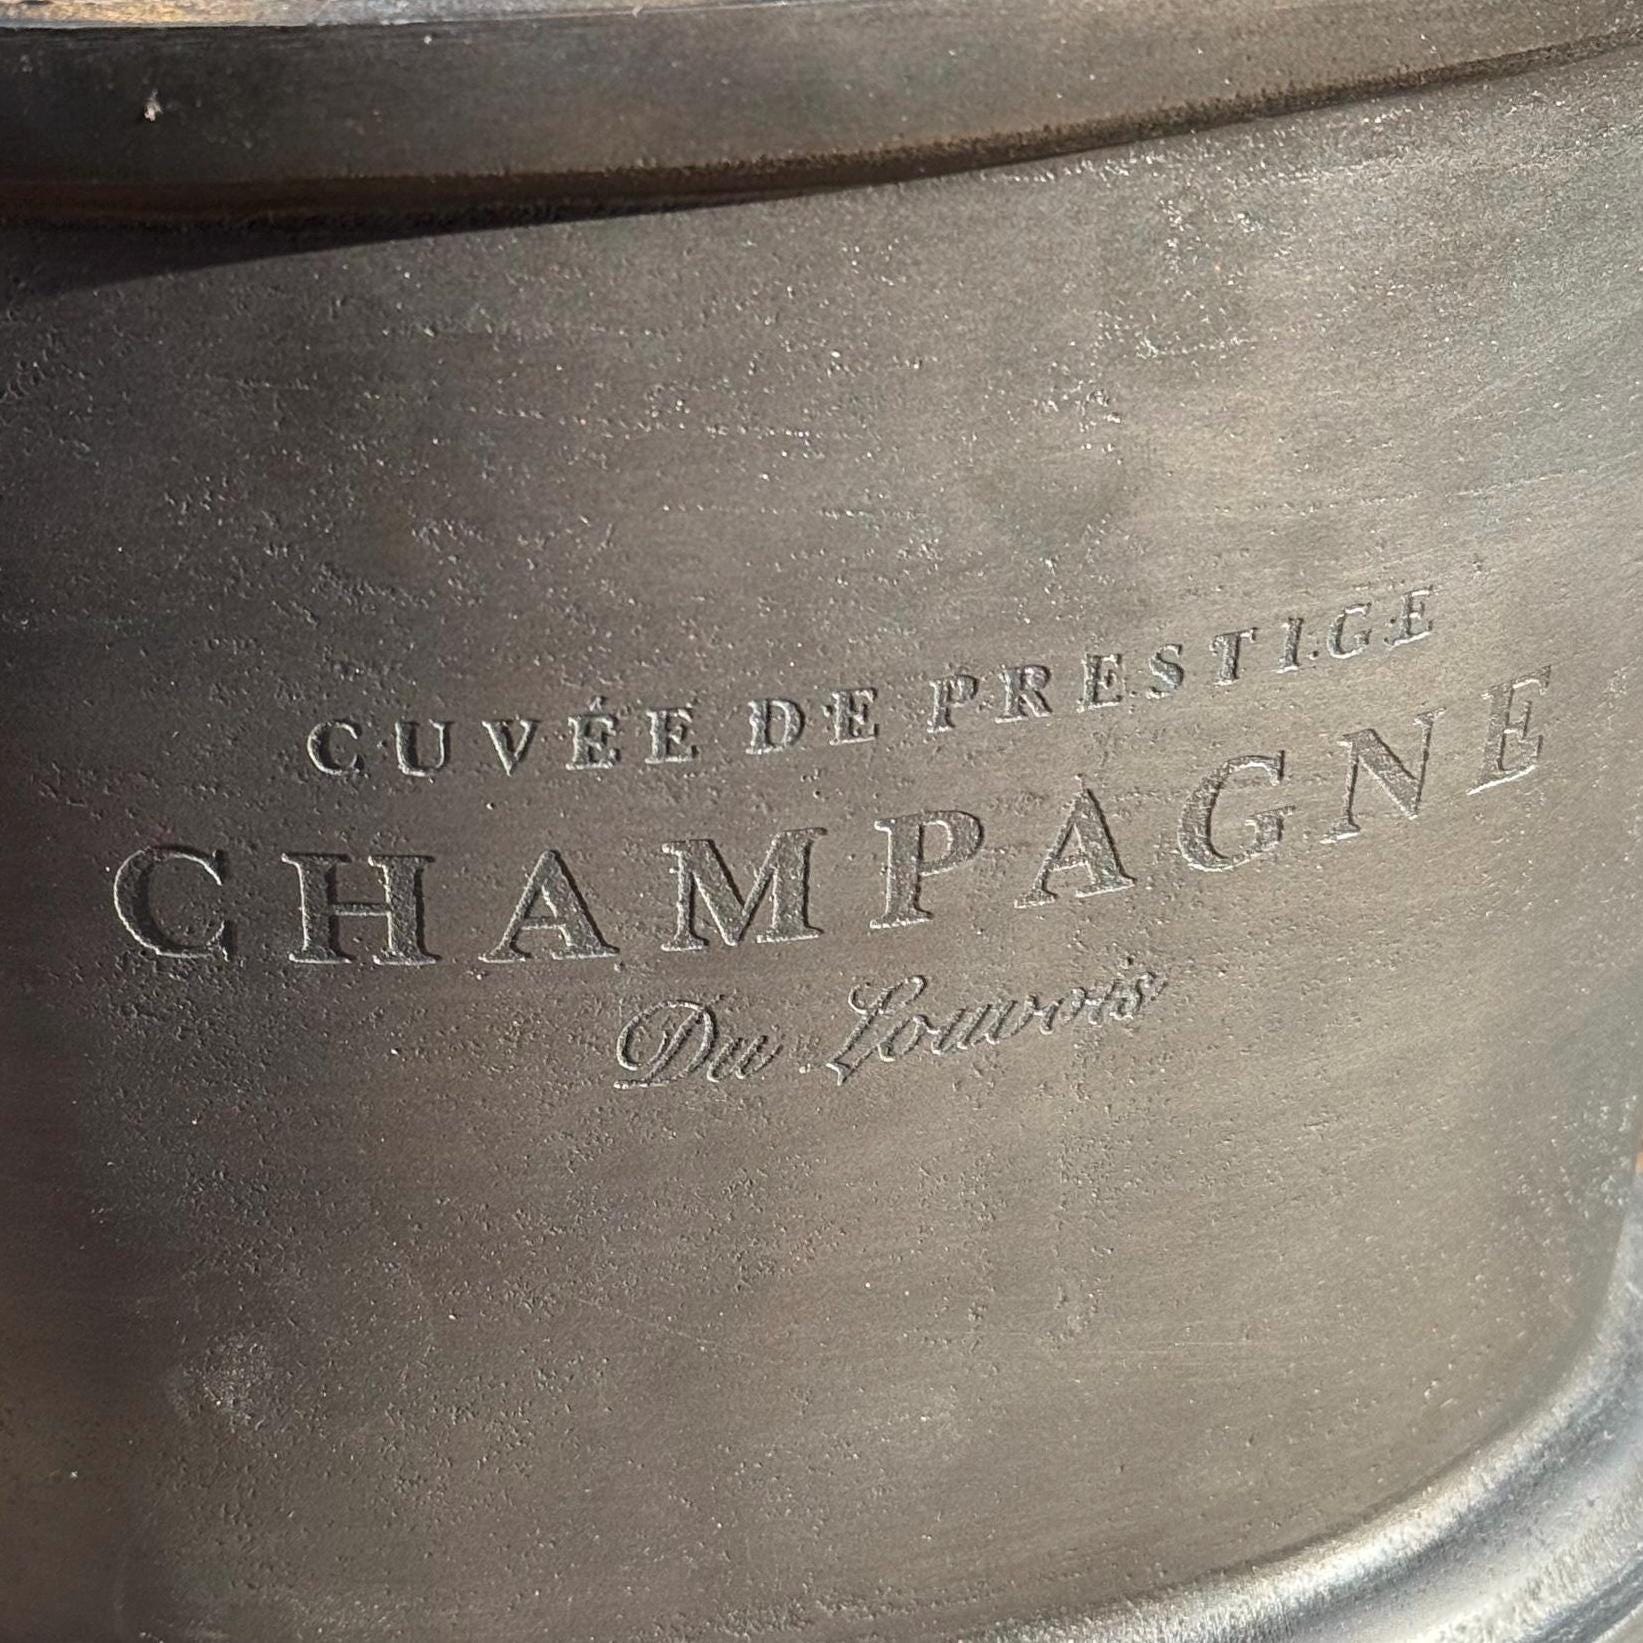 CUVÉE DE PRESTIGE
CHAMPAGNE
Du Louvois